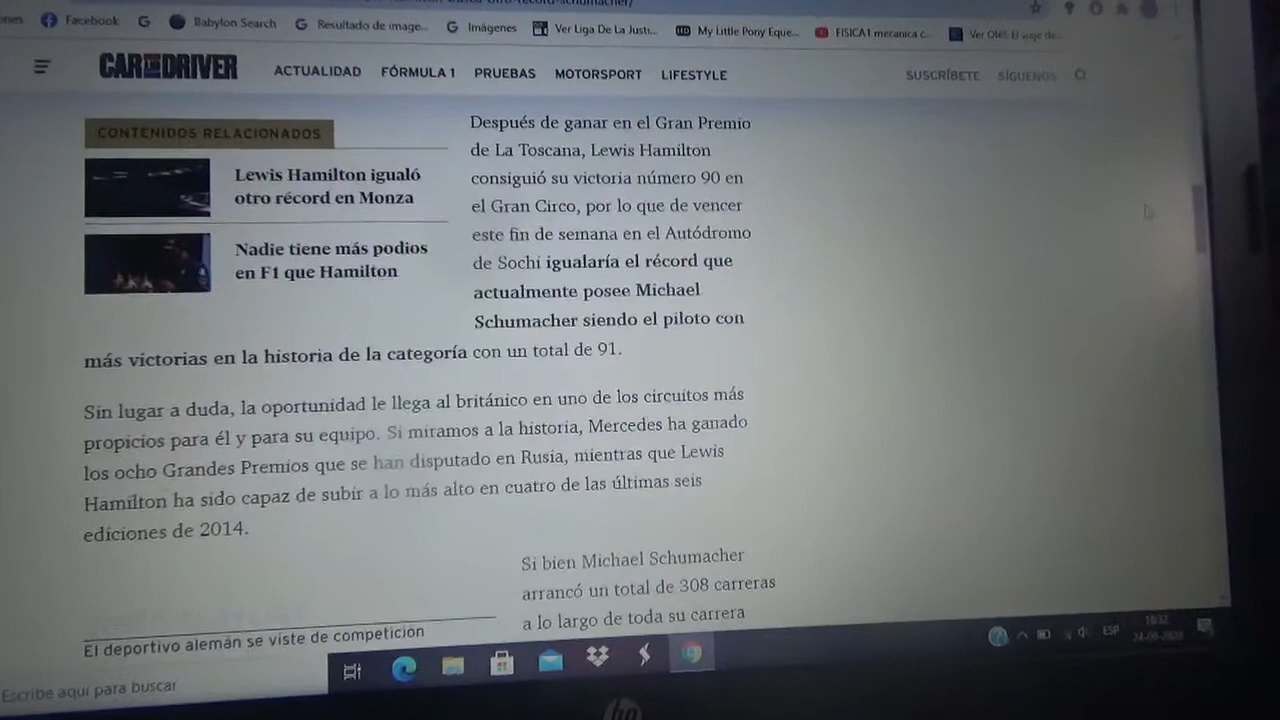 Facebook
Babylon Search
Resultado de image...
Imágenes
Ver Liga De La Justi...
My Little Pony Eque...
FISICA1 mecanica c...
Ver Olé! El viaje de...
CAR AND DRIVER
ACTUALIDAD FÓRMULA 1 PRUEBAS MOTORSPORT LIFESTYLE
SUSCRÍBETE SÍGUENOS
CONTENIDOS RELACIONADOS
Lewis Hamilton igualó
otro récord en Monza
Nadie tiene más podios
en F1 que Hamilton
Después de ganar en el Gran Premio
de La Toscana, Lewis Hamilton
consiguió su victoria número 90 en
el Gran Circo, por lo que de vencer
este fin de semana en el Autódromo
de Sochi igualaría el récord que
actualmente posee Michael
Schumacher siendo el piloto con
más victorias en la historia de la categoría con un total de 91.
Sin lugar a duda, la oportunidad le llega al británico en uno de los circuitos más
propicios para él y para su equipo. Si miramos a la historia, Mercedes ha ganado
los ocho Grandes Premios que se han disputado en Rusia, mientras que Lewis
Hamilton ha sido capaz de subir a lo más alto en cuatro de las últimas seis
ediciones de 2014.
Si bien Michael Schumacher
arrancó un total de 308 carreras
a lo largo de toda su carrera
El deportivo alemán se viste de competición
Escribe aquí para buscar
ESP
hp